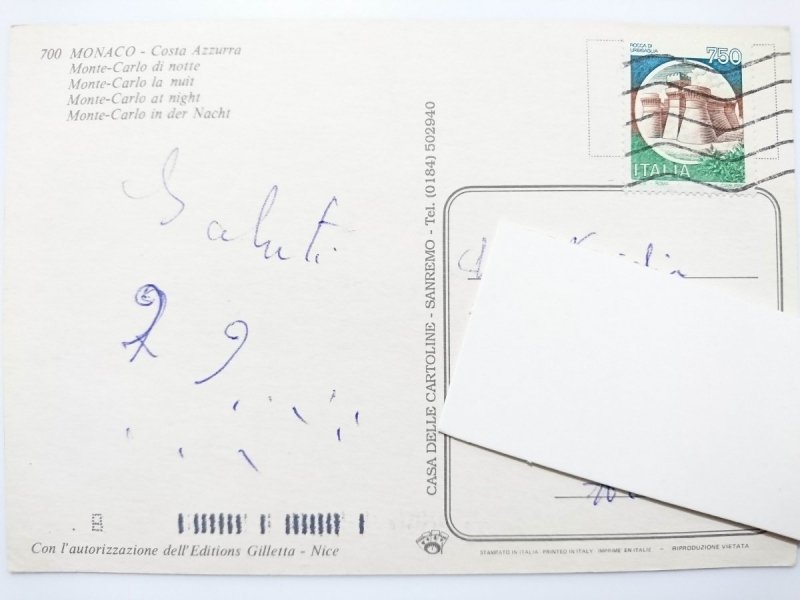 700 MONACO - Costa Azzurra
Monte-Carlo di notte
Monte-Carlo la nuit
Monte-Carlo at night
Monte-Carlo in der Nacht
Saluti
ROCCA DI
URBISAGLIA
750
ITALIA
CASA DELLE CARTOLINE - SANREMO - Tel. (0184) 502940
Con l'autorizzazione dell'Editions Gilletta - Nice
STAMPATO IN ITALIA PRINTED IN ITALY IMPRIME EN ITALIE - RIPRODUZIONE VIETATA